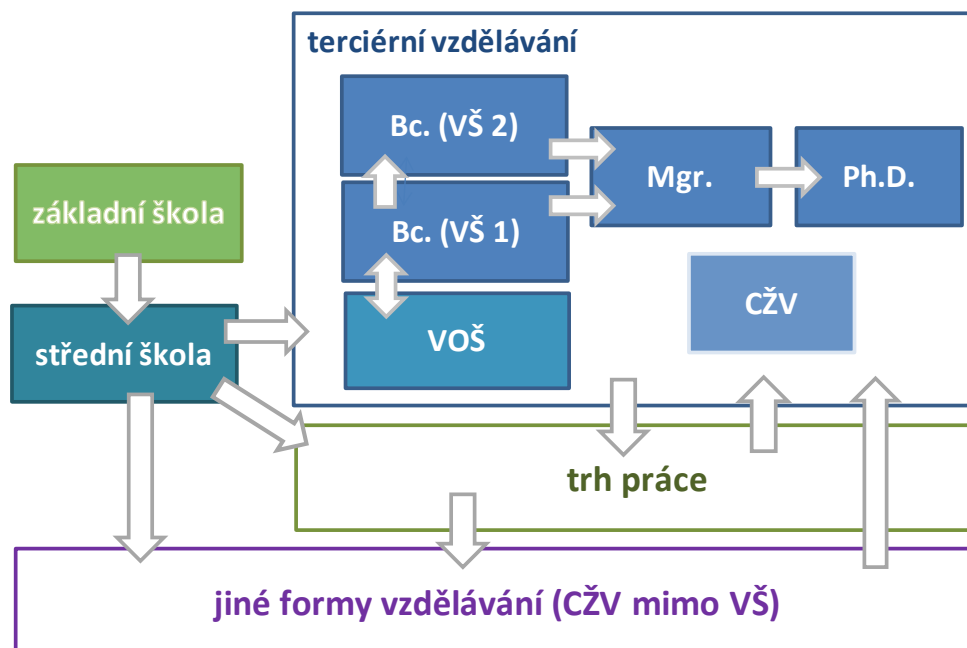 terciérní vzdělávání
Bc. (VŠ 2)
Mgr.
Ph.D.
základní škola
Bc. (VŠ 1)
CŽV
střední škola
VOŠ
trh práce
jiné formy vzdělávání (CŽV mimo VŠ)